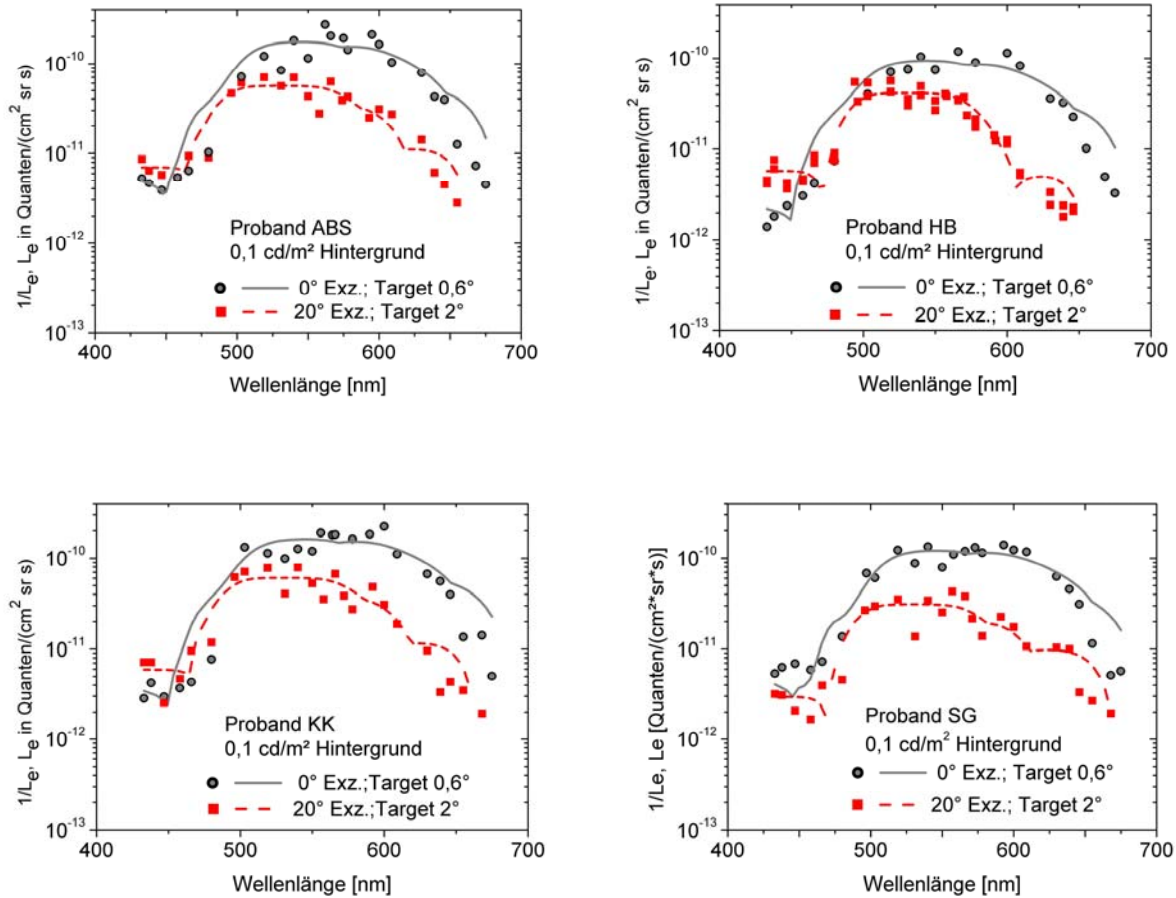 1/Le, Le in Quanten/(cm² sr s)
10⁻¹⁰
10⁻¹¹
10⁻¹²
10⁻¹³
Proband ABS
0,1 cd/m² Hintergrund
0° Exz.; Target 0,6°
20° Exz.; Target 2°
400 500 600 700
Wellenlänge [nm]
1/Le, Le in Quanten/(cm² sr s)
10⁻¹⁰
10⁻¹¹
10⁻¹²
10⁻¹³
Proband HB
0,1 cd/m² Hintergrund
0° Exz.; Target 0,6°
20° Exz.; Target 2°
400 500 600 700
Wellenlänge [nm]
1/Le, Le in Quanten/(cm² sr s)
10⁻¹⁰
10⁻¹¹
10⁻¹²
10⁻¹³
Proband KK
0,1 cd/m² Hintergrund
0° Exz.;Target 0,6°
20° Exz.;Target 2°
400 500 600 700
Wellenlänge [nm]
1/Le, Le [Quanten/(cm²*sr*s)]
10⁻¹⁰
10⁻¹¹
10⁻¹²
10⁻¹³
Proband SG
0,1 cd/m² Hintergrund
0° Exz.; Target 0,6°
20° Exz.; Target 2°
400 500 600 700
Wellenlänge [nm]